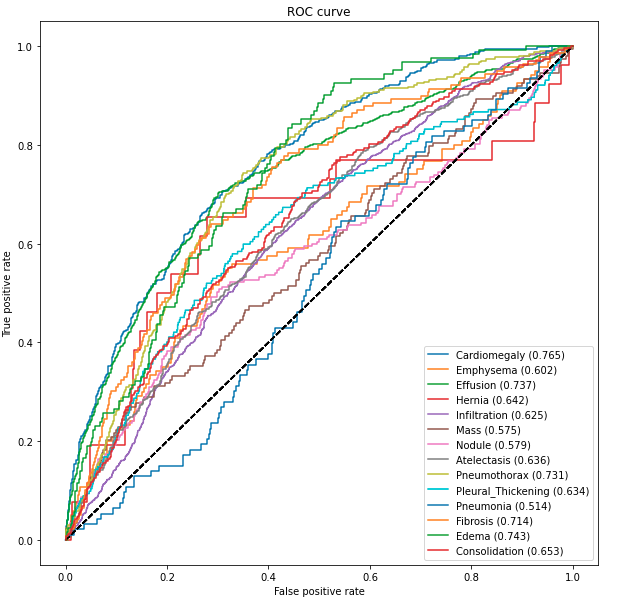 ROC curve
True positive rate
1.0
0.8
0.6
0.4
0.2
0.0
Cardiomegaly (0.765)
Emphysema (0.602)
Effusion (0.737)
Hernia (0.642)
Infiltration (0.625)
Mass (0.575)
Nodule (0.579)
Atelectasis (0.636)
Pneumothorax (0.731)
Pleural_Thickening (0.634)
Pneumonia (0.514)
Fibrosis (0.714)
Edema (0.743)
Consolidation (0.653)
0.0 0.2 0.4 0.6 0.8 1.0
False positive rate